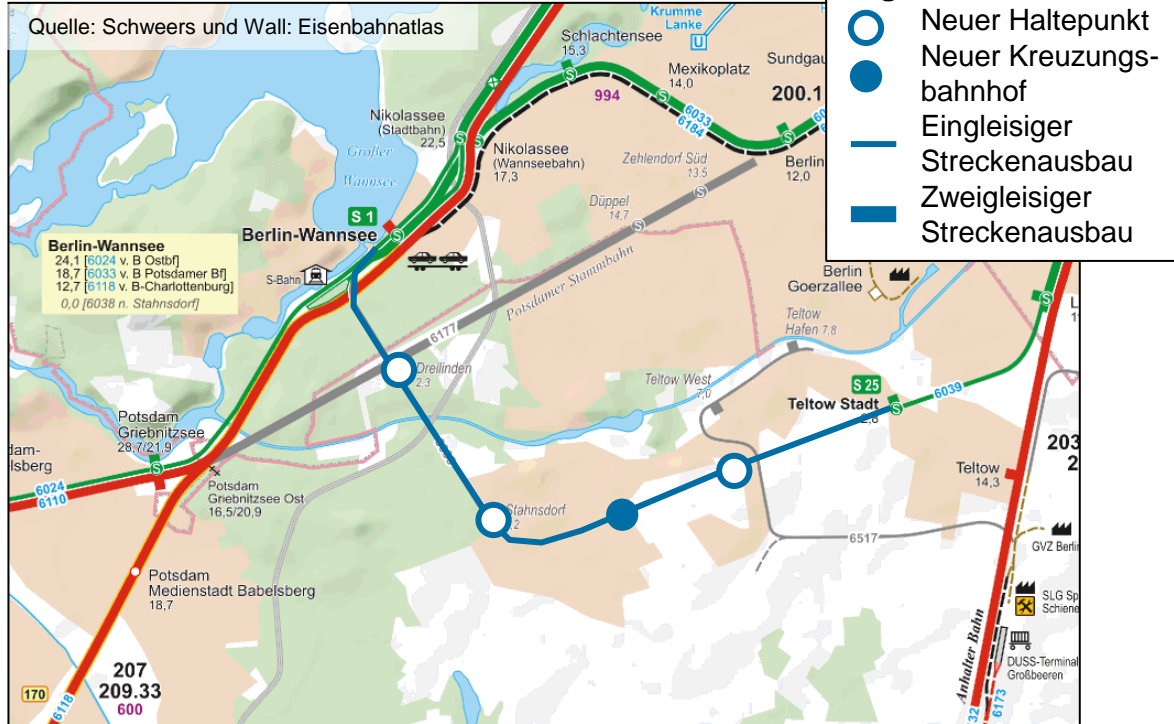 Quelle: Schweers und Wall: Eisenbahnatlas
Neuer Haltepunkt
Neuer Kreuzungs-
bahnhof
Eingleisiger
Streckenausbau
Zweigleisiger
Streckenausbau
Krumme
Lanke
U
Schlachtensee
15,3
S
Mexikoplatz
14,0
S
994
6033
6184
200.1
S
Berlin
12,0
Nikolassee
(Stadtbahn)
22,5
S
S
Nikolassee
(Wannseebahn)
17,3
Zehlendorf Süd
13,5
S
Düppel
14,7
S
Großer
Wannsee
S 1
Berlin-Wannsee
S
Berlin-Wannsee
24,1 [6024 v. B Ostbf]
18,7 [6033 v. B Potsdamer Bf]
12,7 [6118 v. B-Charlottenburg]
0,0 [6038 n. Stahnsdorf]
S-Bahn
Potsdamer Stammbahn
6177
Berlin
Goerzallee
Teltow
Hafen 7,8
S
Dreilinden
2,3
Teltow West
7,0
S 25
Teltow Stadt
S
6039
Potsdam
Griebnitzsee
28,7/21,9
S
6024
6110
Potsdam
Griebnitzsee Ost
16,5/20,9
Stahnsdorf
Teltow
14,3
6517
GVZ Berlin
Potsdam
Medienstadt Babelsberg
18,7
SLG
DUSS-Terminal
Großbeeren
Anhalter Bahn
6173
207
209.33
600
170
6118